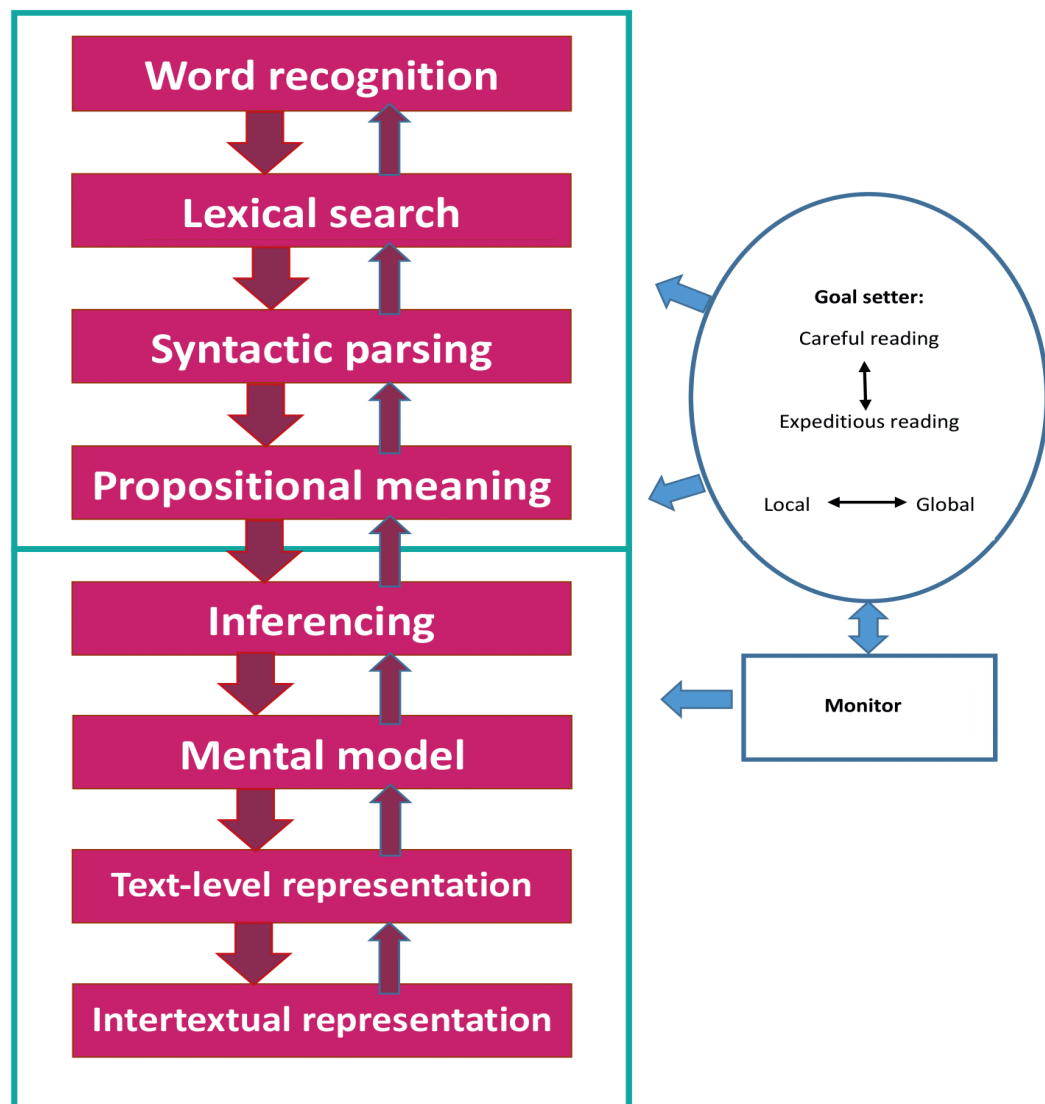 Word recognition
Lexical search
Syntactic parsing
Propositional meaning
Inferencing
Mental model
Text-level representation
Intertextual representation
Goal setter:
Careful reading
Expeditious reading
Local
Global
Monitor